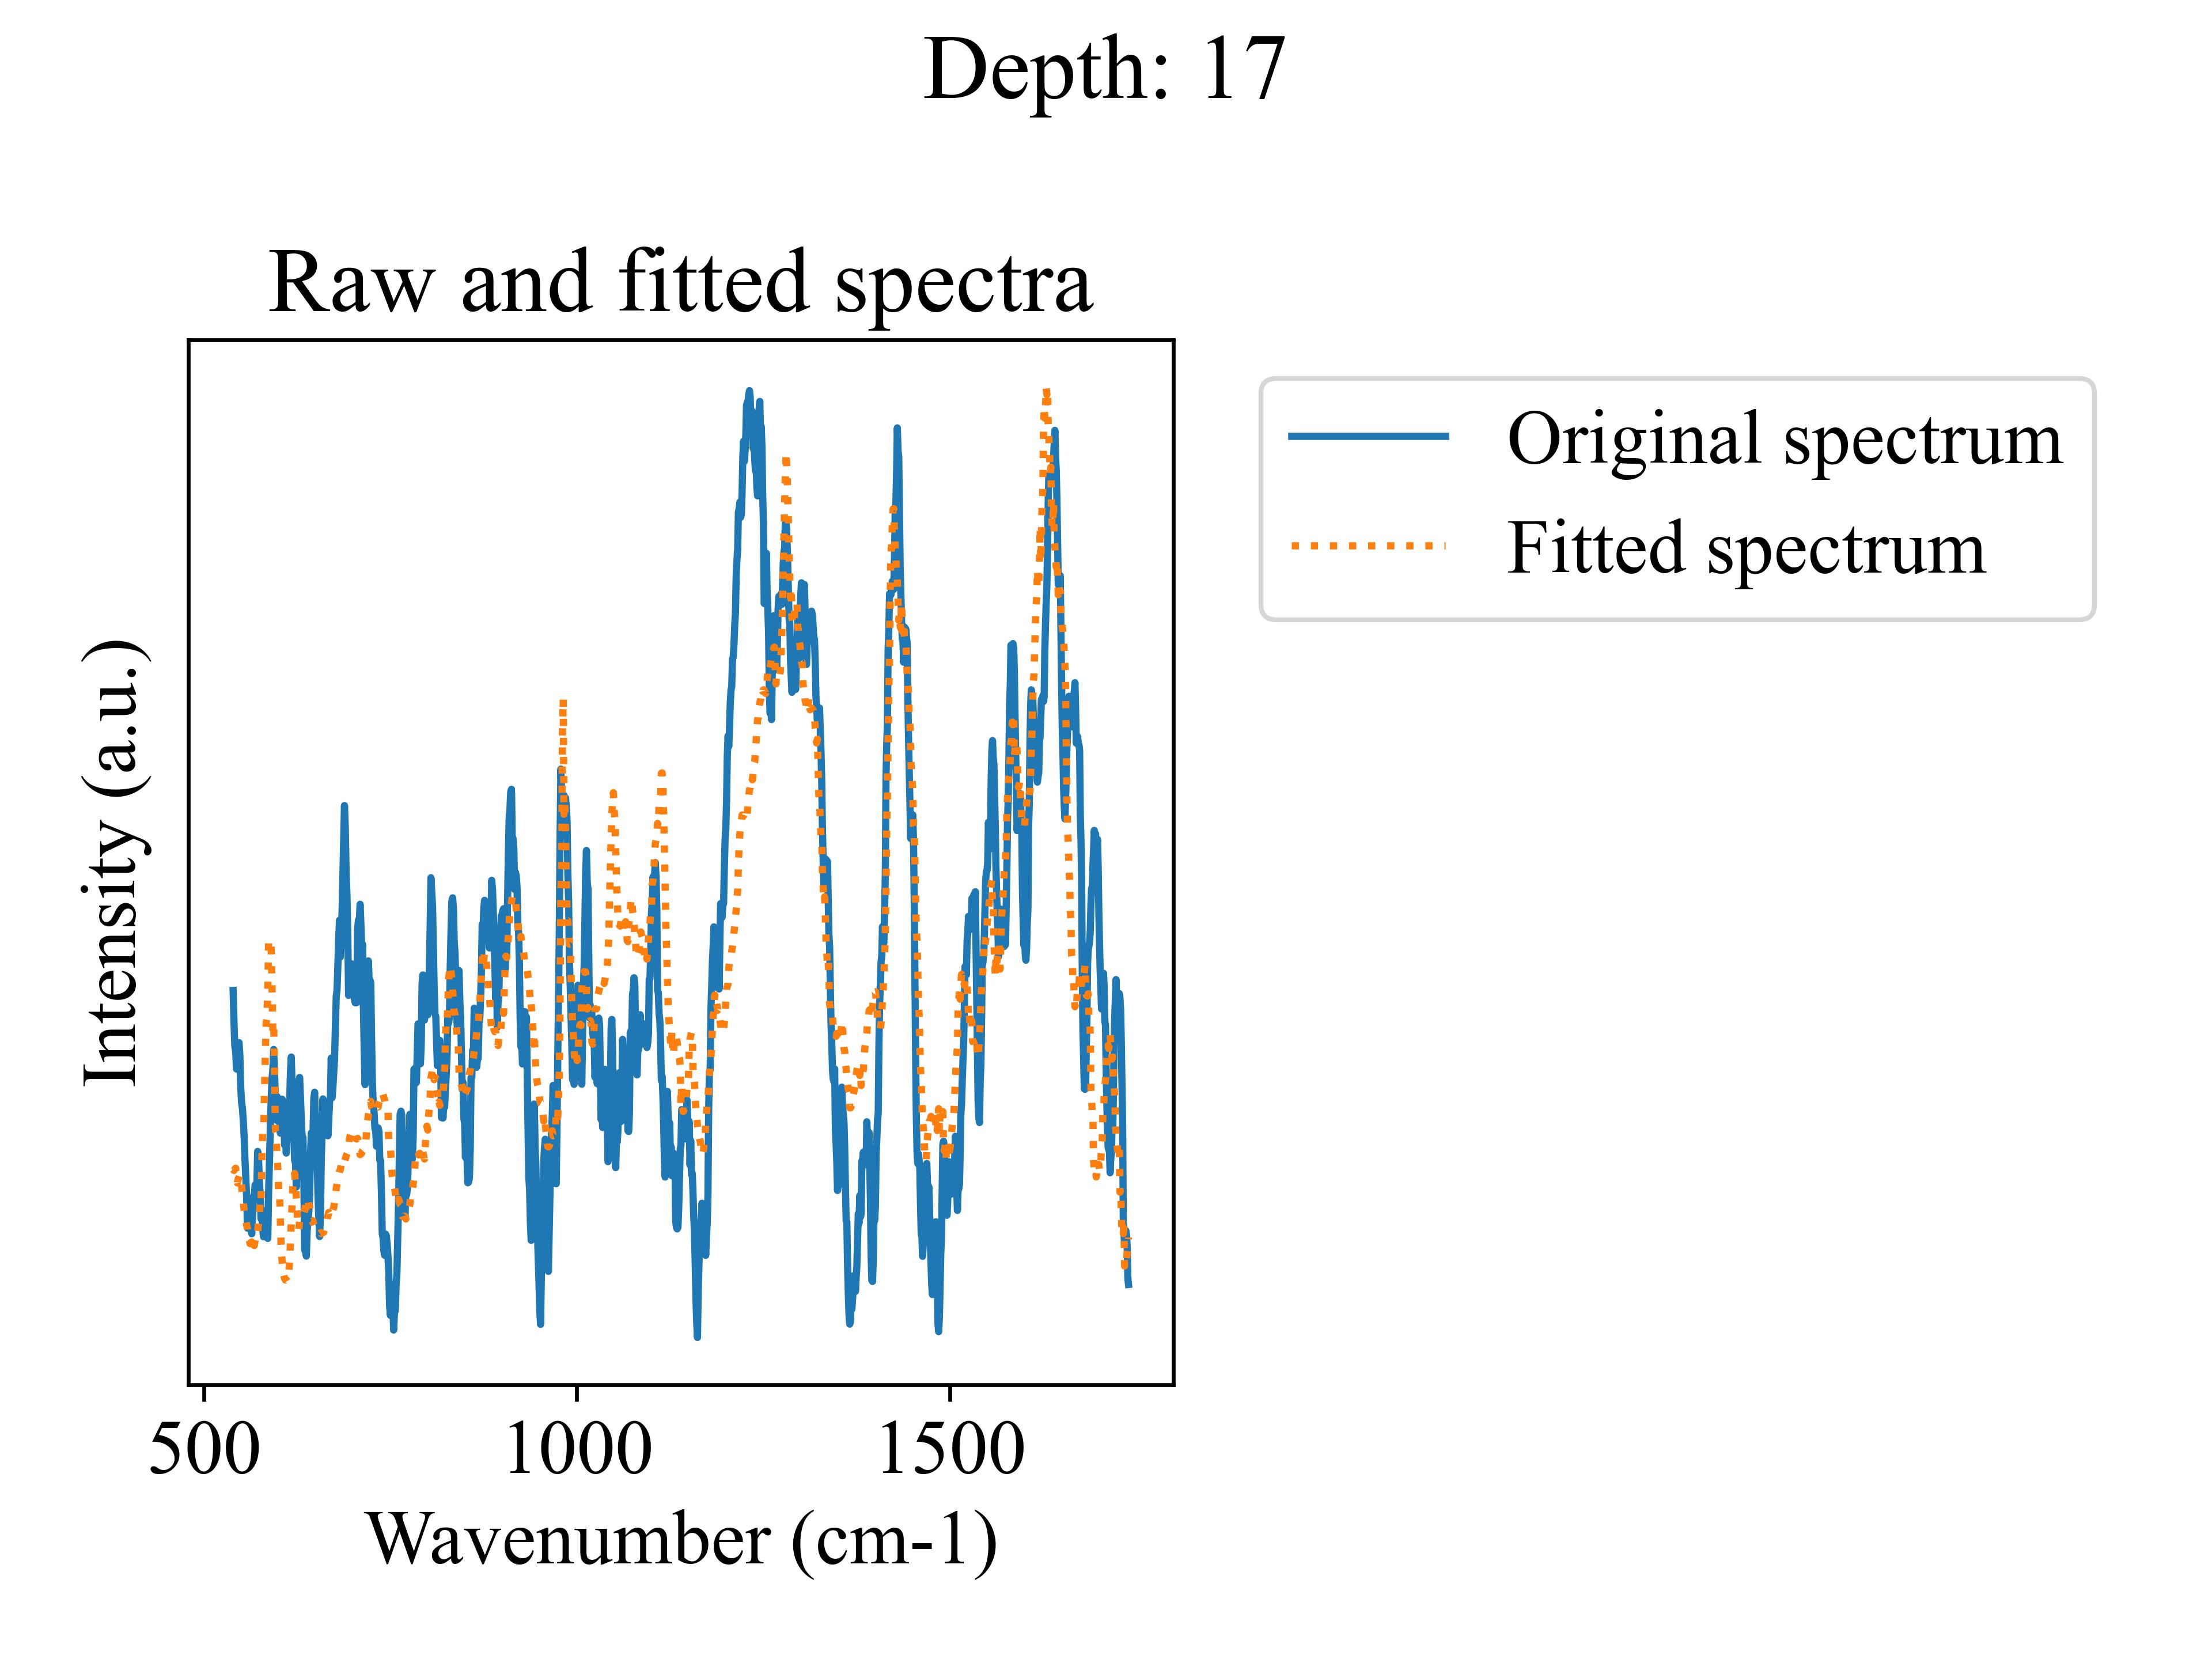 Depth: 17
Raw and fitted spectra
Original spectrum
Fitted spectrum
Intensity (a.u.)
500 1000 1500
Wavenumber (cm-1)